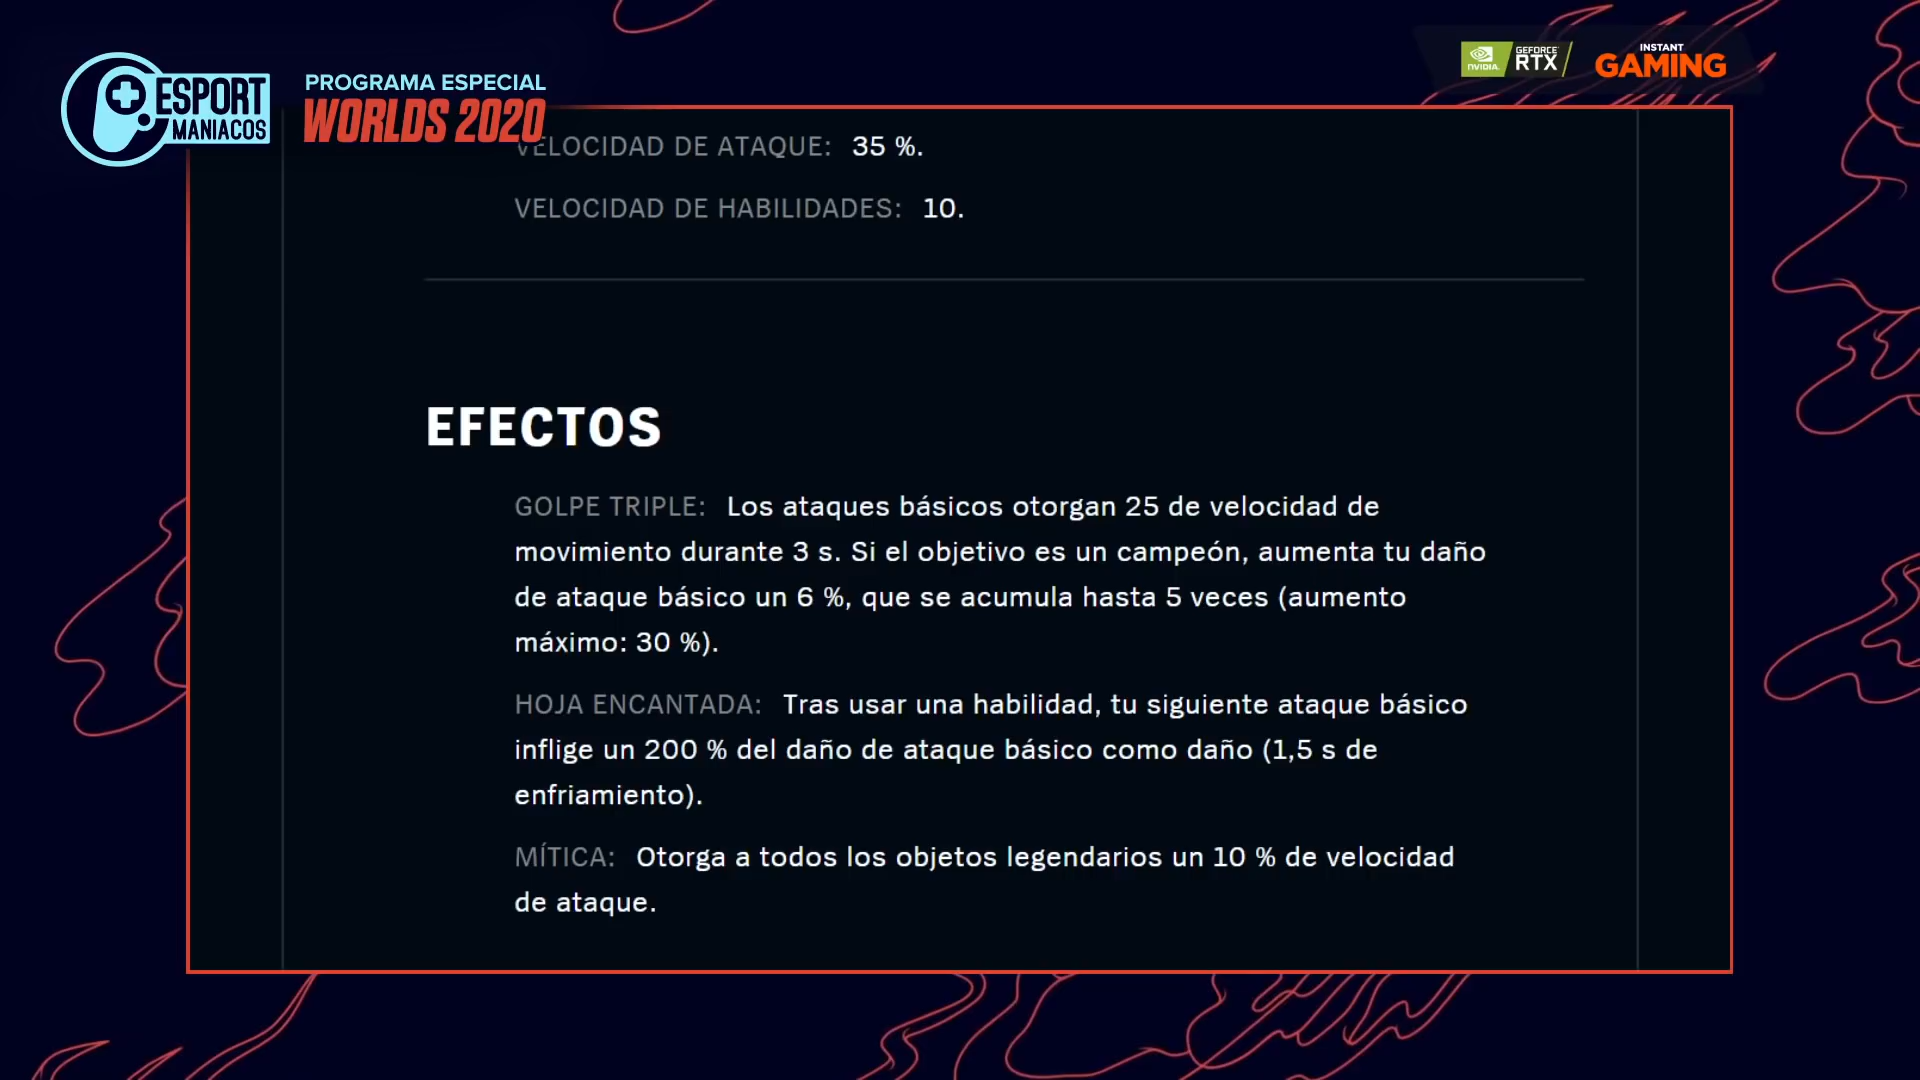 ESPORT
MANIACOS
PROGRAMA ESPECIAL
WORLDS 2020
NVIDIA.
GEFORCE
RTX
INSTANT
GAMING
VELOCIDAD DE ATAQUE: 35 %.
VELOCIDAD DE HABILIDADES: 10.
EFECTOS
GOLPE TRIPLE: Los ataques básicos otorgan 25 de velocidad de
movimiento durante 3 s. Si el objetivo es un campeón, aumenta tu daño
de ataque básico un 6 %, que se acumula hasta 5 veces (aumento
máximo: 30 %).
HOJA ENCANTADA: Tras usar una habilidad, tu siguiente ataque básico
inflige un 200 % del daño de ataque básico como daño (1,5 s de
enfriamiento).
MÍTICA: Otorga a todos los objetos legendarios un 10 % de velocidad
de ataque.